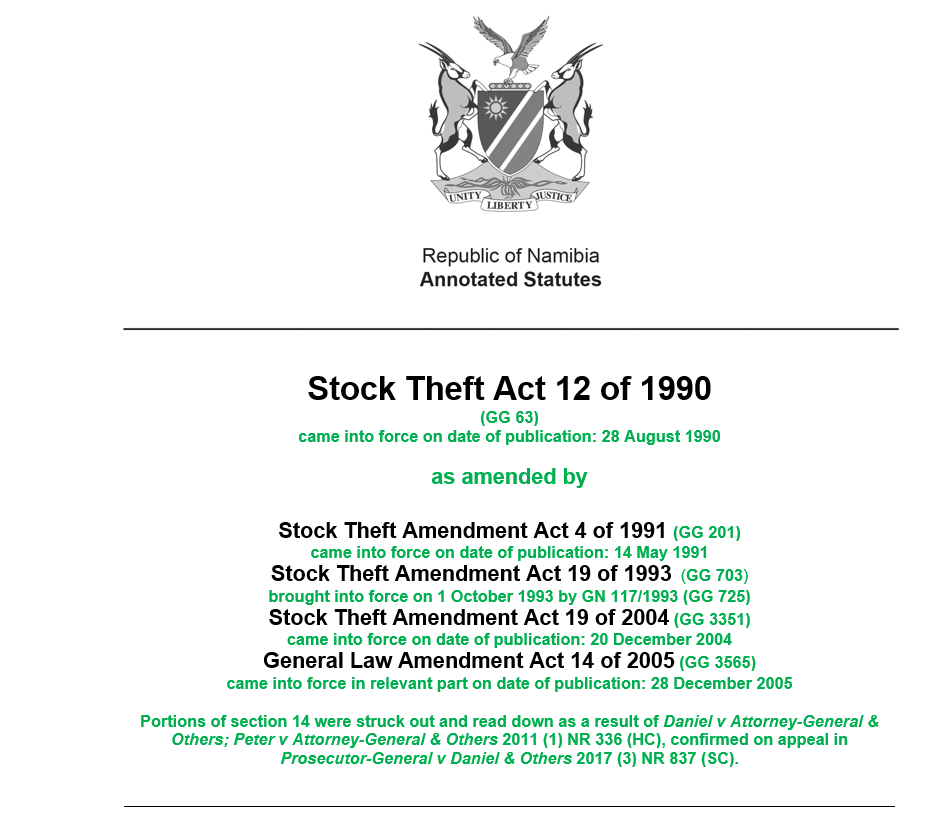 UNITY LIBERTY JUSTICE
Republic of Namibia
Annotated Statutes
Stock Theft Act 12 of 1990
(GG 63)
came into force on date of publication: 28 August 1990
as amended by
Stock Theft Amendment Act 4 of 1991 (GG 201)
came into force on date of publication: 14 May 1991
Stock Theft Amendment Act 19 of 1993 (GG 703)
brought into force on 1 October 1993 by GN 117/1993 (GG 725)
Stock Theft Amendment Act 19 of 2004 (GG 3351)
came into force on date of publication: 20 December 2004
General Law Amendment Act 14 of 2005 (GG 3565)
came into force in relevant part on date of publication: 28 December 2005
Portions of section 14 were struck out and read down as a result of Daniel v Attorney-General &
Others; Peter v Attorney-General & Others 2011 (1) NR 336 (HC), confirmed on appeal in
Prosecutor-General v Daniel & Others 2017 (3) NR 837 (SC).